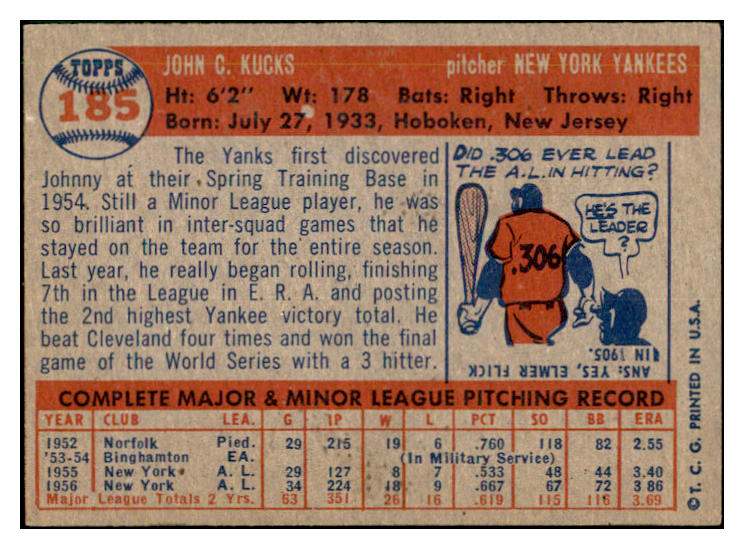 TOPPS
185
JOHN C. KUCKS pitcher NEW YORK YANKEES
Ht: 6'2" Wt: 178 Bats: Right Throws: Right
Born: July 27, 1933, Hoboken, New Jersey
The Yanks first discovered
Johnny at their Spring Training Base in
1954. Still a Minor League player, he was
so brilliant in inter-squad games that he
stayed on the team for the entire season.
Last year, he really began rolling, finishing
7th in the League in E. R. A. and posting
the 2nd highest Yankee victory total. He
beat Cleveland four times and won the final
game of the World Series with a 3 hitter.
DID .306 EVER LEAD
THE A.L. IN HITTING?
HE'S THE
LEADER
?
.306
ANS: YES, ELMER FLICK
IN 1905.
COMPLETE MAJOR & MINOR LEAGUE PITCHING RECORD
YEAR CLUB LEA. G IP W L PCT SO BB ERA
1952 Norfolk Pied. 29 215 19 6 .760 118 82 2.55
'53-54 Binghamton EA. (In Military Service)
1955 New York A. L. 29 127 8 7 .533 48 44 3.40
1956 New York A. L. 34 224 18 9 .667 67 72 3 86
Major League Totals 2 Yrs. 63 351 26 16 .619 115 116 3.69
© T. C. G. PRINTED IN U.S.A.